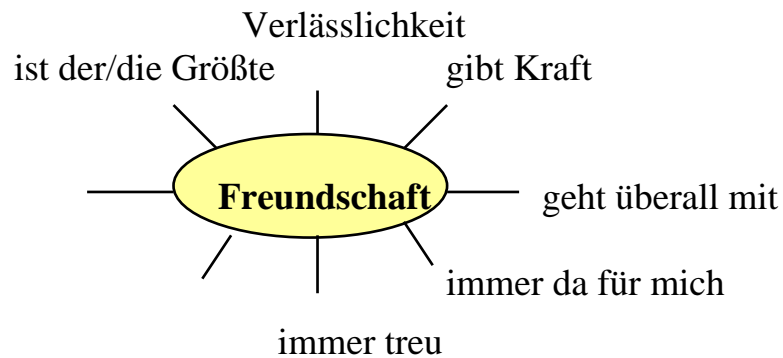 Verlässlichkeit
ist der/die Größte
gibt Kraft
Freundschaft
geht überall mit
immer da für mich
immer treu